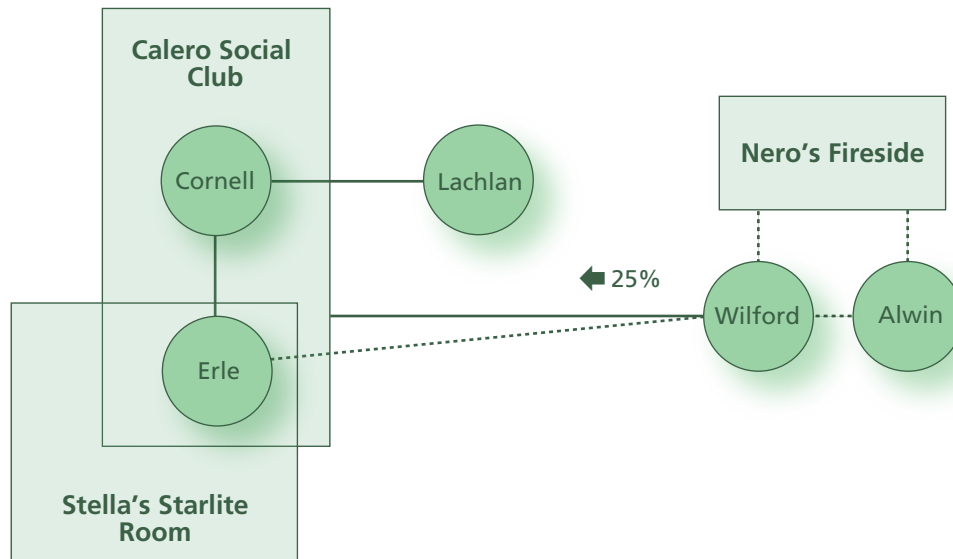 Calero Social
Club
Cornell
Lachlan
Nero’s Fireside
25%
Wilford
Alwin
Erle
Stella’s Starlite
Room